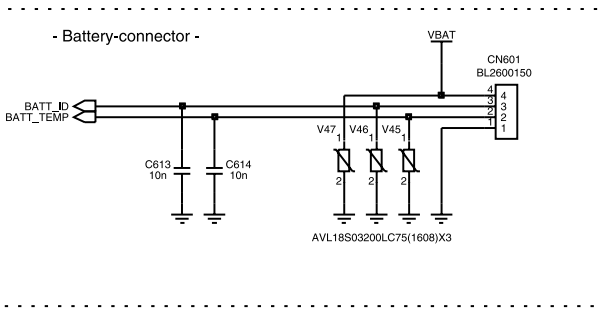 - Battery-connector -
VBAT
CN601
BL2600150
4 4
BATT_ID 3 3
BATT_TEMP 2 2
1 1
V47 V46 V45
1 1 1
C613 C614
10n 10n
2 2 2
AVL18S03200LC75(1608)X3